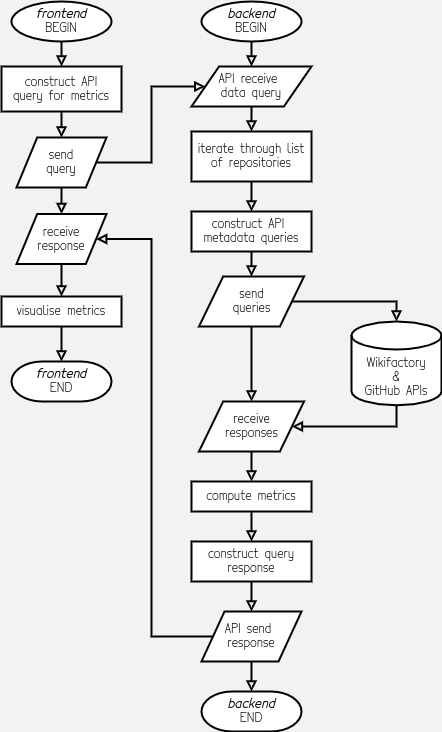 frontend
BEGIN
construct API
query for metrics
send
query
receive
response
visualise metrics
frontend
END
backend
BEGIN
API receive
data query
iterate through list
of repositories
construct API
metadata queries
send
queries
Wikifactory
&
GitHub APIs
receive
responses
compute metrics
construct query
response
API send
response
backend
END